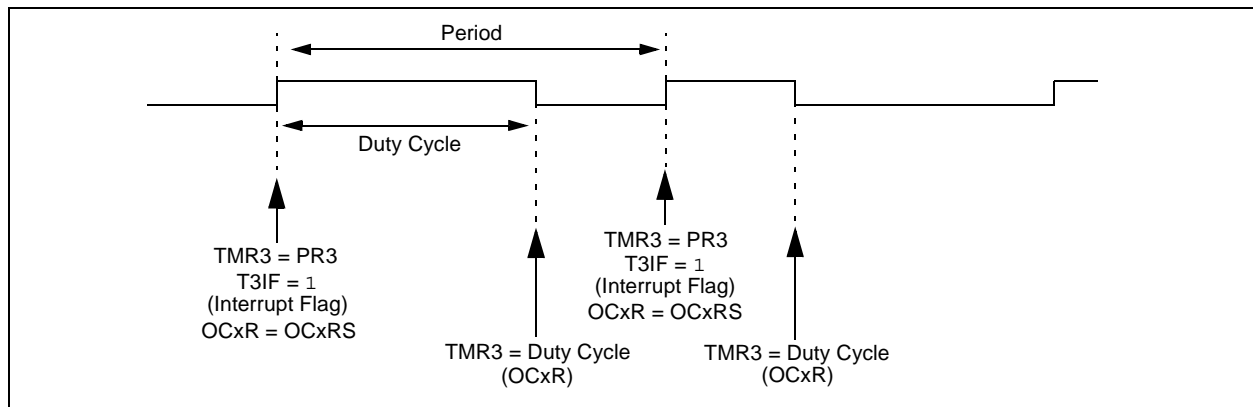 Period
Duty Cycle
TMR3 = PR3
T3IF = 1
(Interrupt Flag)
OCxR = OCxRS
TMR3 = Duty Cycle
(OCxR)
TMR3 = PR3
T3IF = 1
(Interrupt Flag)
OCxR = OCxRS
TMR3 = Duty Cycle
(OCxR)